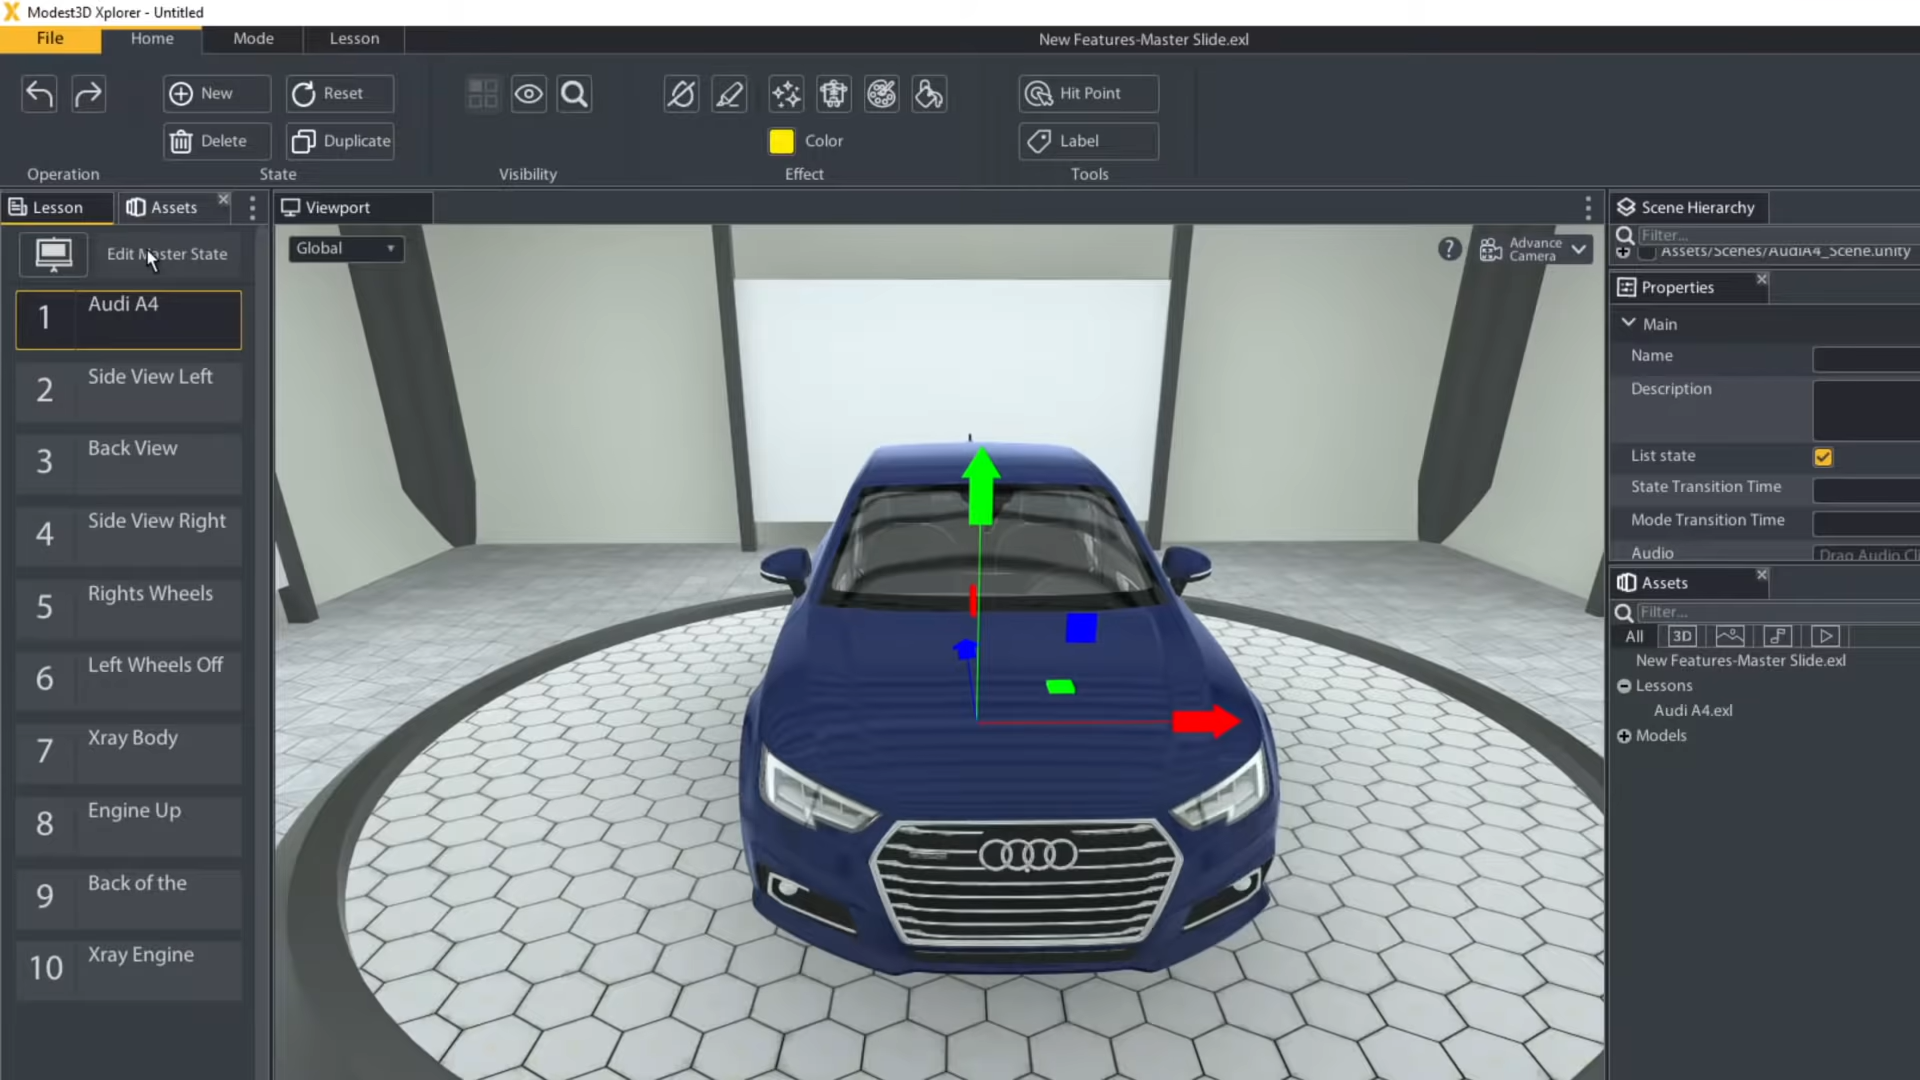 Modest3D Xplorer - Untitled
File Home Mode Lesson
New Features-Master Slide.exl
New Reset
Delete Duplicate
Color
Hit Point
Label
Operation State Visibility Effect Tools
Lesson Assets
Viewport
Scene Hierarchy
Edit Master State
Global
Advance
Camera
Filter...
Assets/Scenes/AudiA4_Scene.unity
1 Audi A4
2 Side View Left
3 Back View
4 Side View Right
5 Rights Wheels
6 Left Wheels Off
7 Xray Body
8 Engine Up
9 Back of the
10 Xray Engine
Properties
Main
Name
Description
List state
State Transition Time
Mode Transition Time
Audio Drag Audio Cli
Assets
Filter...
All 3D
New Features-Master Slide.exl
Lessons
Audi A4.exl
Models